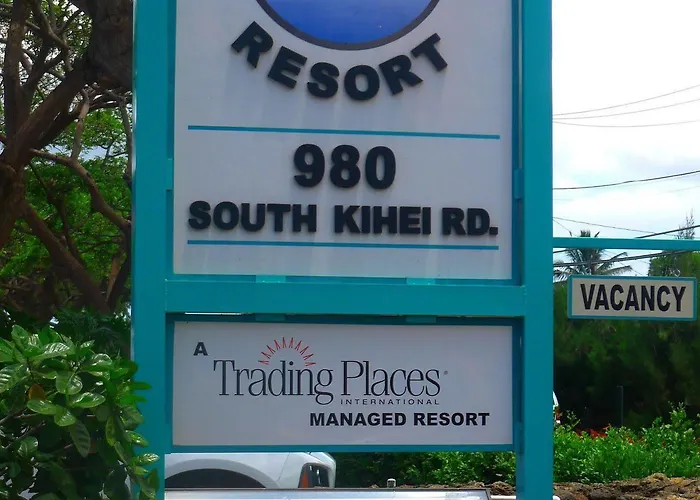 RESORT
980
SOUTH KIHEI RD.
VACANCY
A
Trading Places®
INTERNATIONAL
MANAGED RESORT